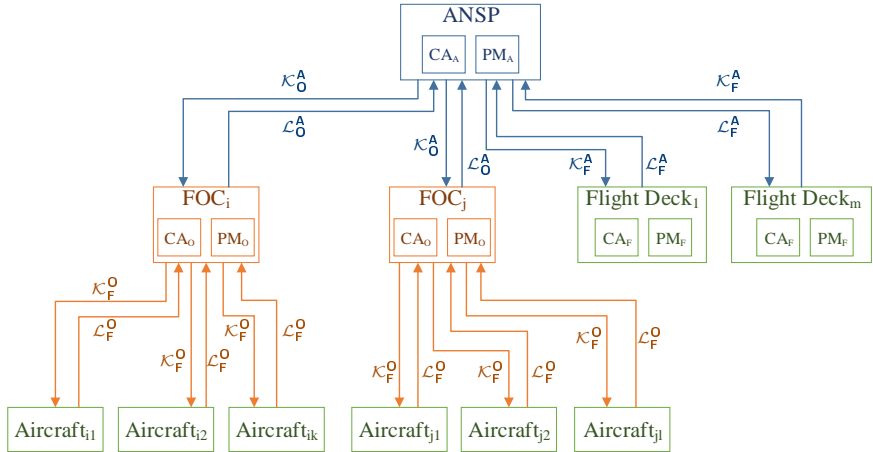 ANSP
CA_A PM_A
𝒦_O^A
𝒦_F^A
ℒ_O^A
ℒ_F^A
𝒦_O^A
ℒ_O^A
𝒦_F^A
ℒ_F^A
FOC_i
FOC_j
Flight Deck_1
Flight Deck_m
CA_O PM_O
CA_O PM_O
CA_F PM_F
CA_F PM_F
𝒦_F^O
ℒ_F^O
𝒦_F^O
ℒ_F^O
𝒦_F^O
ℒ_F^O
𝒦_F^O
ℒ_F^O
𝒦_F^O
ℒ_F^O
𝒦_F^O
ℒ_F^O
Aircraft_i1
Aircraft_i2
Aircraft_ik
Aircraft_j1
Aircraft_j2
Aircraft_jl